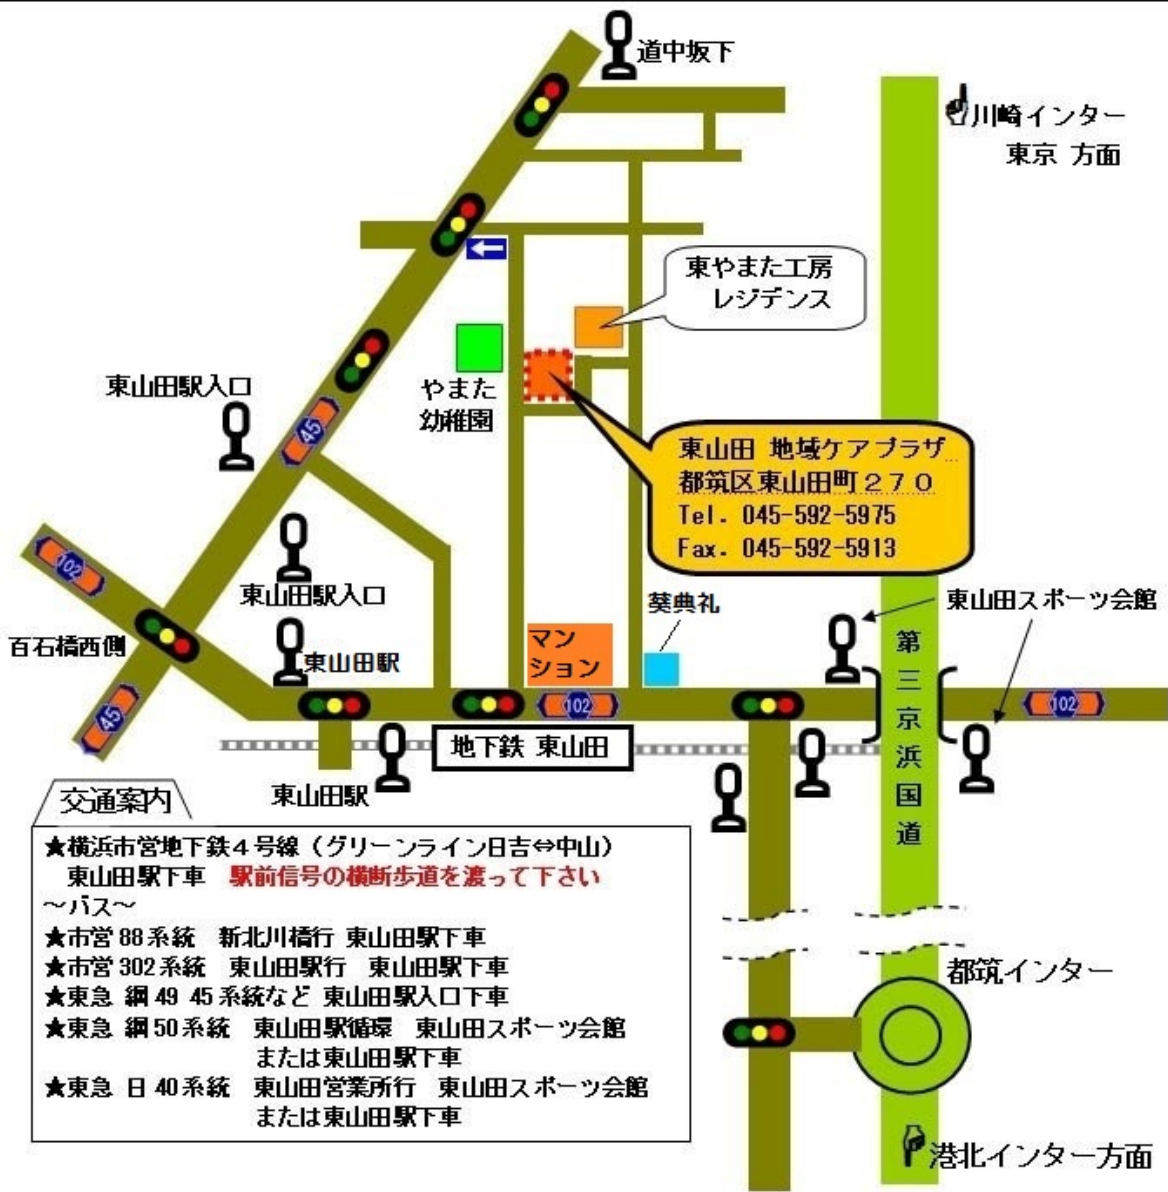 道中坂下
川崎インター
東京 方面
東やまた工房
レジデンス
東山田駅入口
45
やまた
幼稚園
東山田 地域ケアプラザ
都筑区東山田町270
Tel. 045-592-5975
Fax. 045-592-5913
102
東山田駅入口
葵典礼
東山田スポーツ会館
百石橋西側
東山田駅
マン
ション
第三京浜国道
45
102
102
地下鉄 東山田
東山田駅
交通案内
★横浜市営地下鉄4号線(グリーンライン日吉⇔中山)
東山田駅下車 駅前信号の横断歩道を渡って下さい
~バス~
★市営88系統 新北川橋行 東山田駅下車
★市営302系統 東山田駅行 東山田駅下車
★東急 綱49 45系統など 東山田駅入口下車
★東急 綱50系統 東山田駅循環 東山田スポーツ会館
または東山田駅下車
★東急 日40系統 東山田営業所行 東山田スポーツ会館
または東山田駅下車
都筑インター
港北インター方面